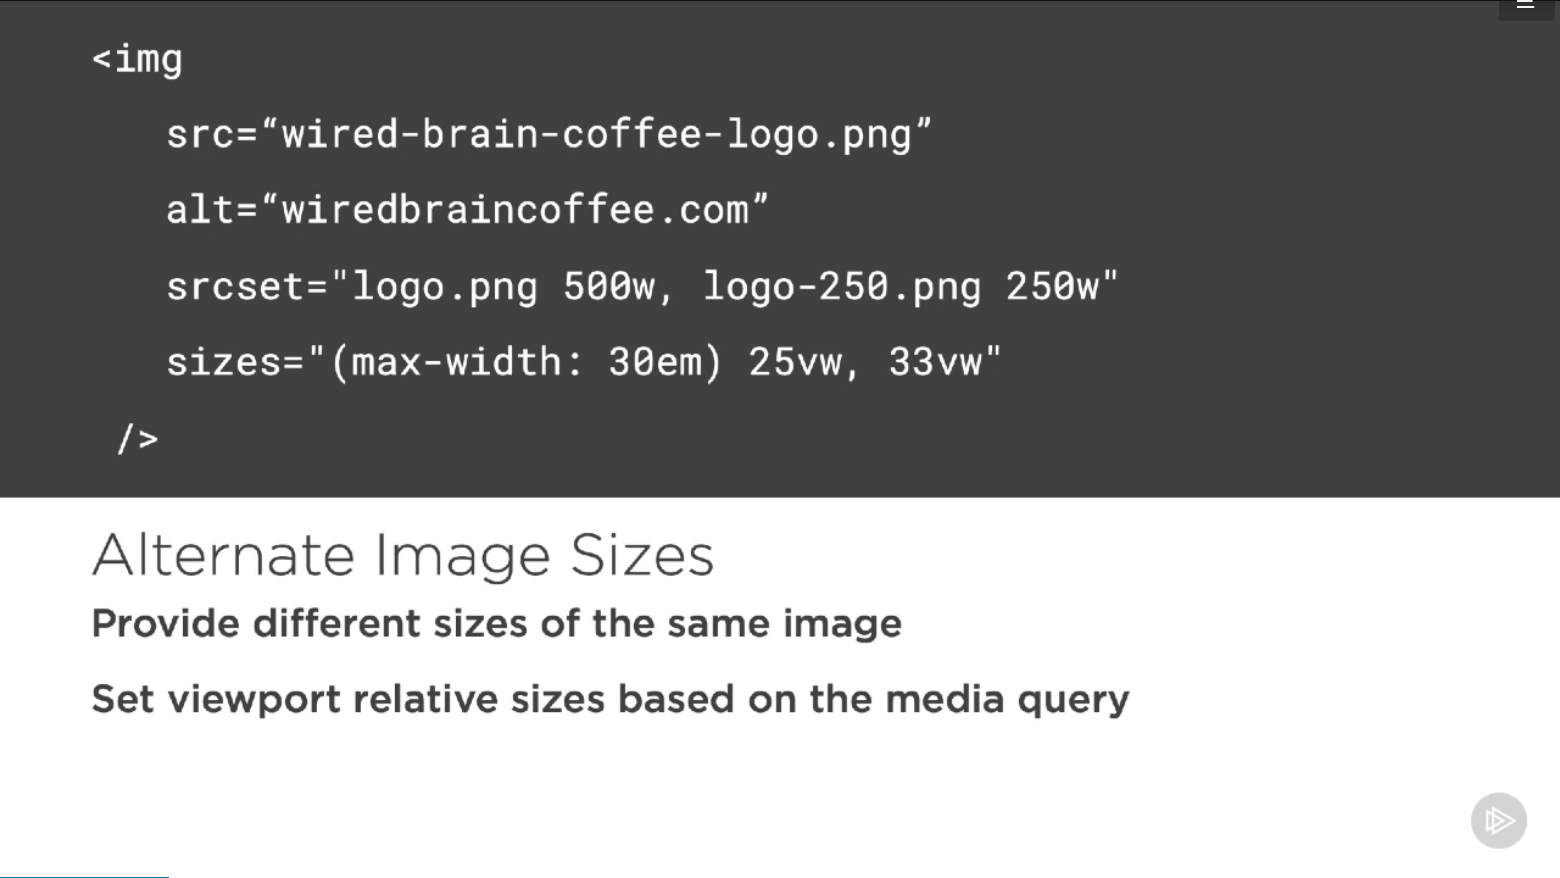 <img
src=“wired-brain-coffee-logo.png”
alt=“wiredbraincoffee.com”
srcset="logo.png 500w, logo-250.png 250w"
sizes="(max-width: 30em) 25vw, 33vw"
/>
Alternate Image Sizes
Provide different sizes of the same image
Set viewport relative sizes based on the media query